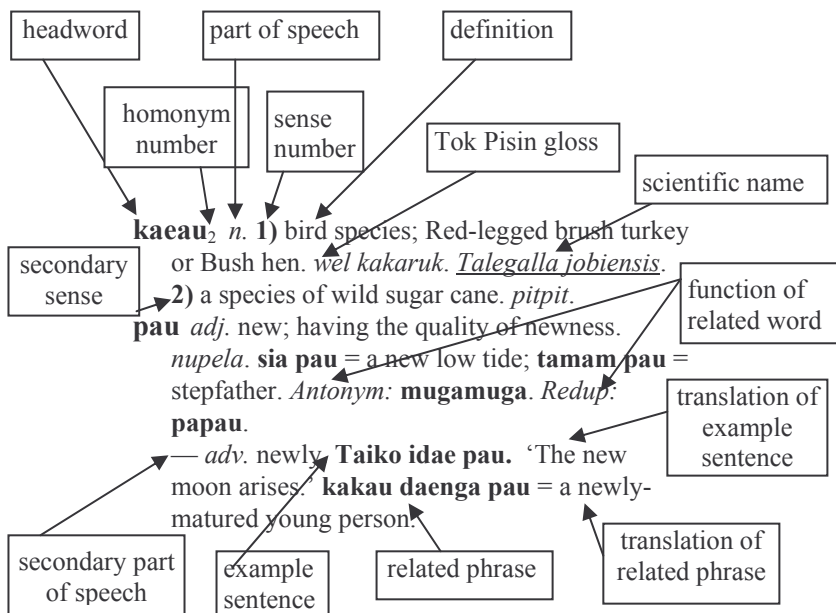 headword
part of speech
definition
homonym
number
sense
number
Tok Pisin gloss
scientific name
kaeau₂ n. 1) bird species; Red-legged brush turkey
or Bush hen. wel kakaruk. Talegalla jobiensis.
secondary
sense
2) a species of wild sugar cane. pitpit.
function of
related word
pau adj. new; having the quality of newness.
nupela. sia pau = a new low tide; tamam pau =
stepfather. Antonym: mugamuga. Redup:
papau.
translation of
example
sentence
— adv. newly. Taiko idae pau. ‘The new
moon arises.’ kakau daenga pau = a newly-
matured young person.
secondary part
of speech
example
sentence
related phrase
translation of
related phrase